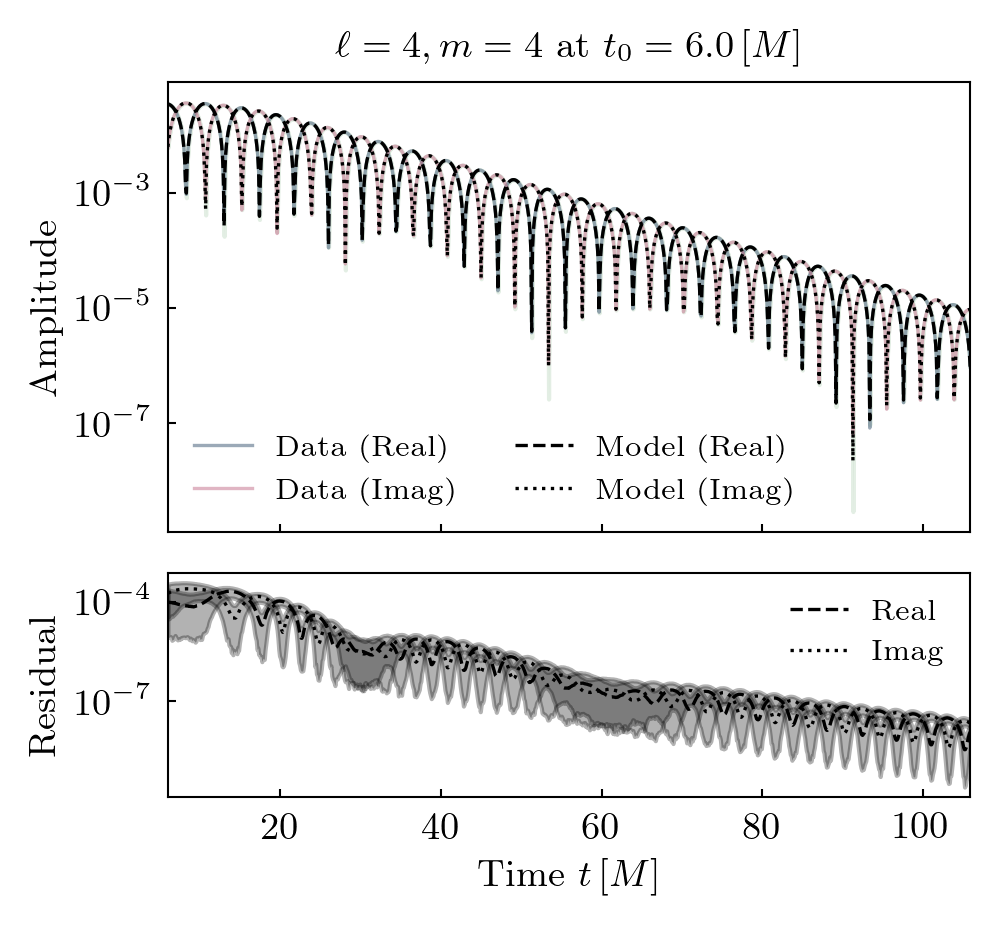 ℓ = 4, m = 4 at t₀ = 6.0 [M]
10⁻³
10⁻⁵
10⁻⁷
Amplitude
Data (Real)
Data (Imag)
Model (Real)
Model (Imag)
10⁻⁴
10⁻⁷
Residual
Real
Imag
20 40 60 80 100
Time t [M]